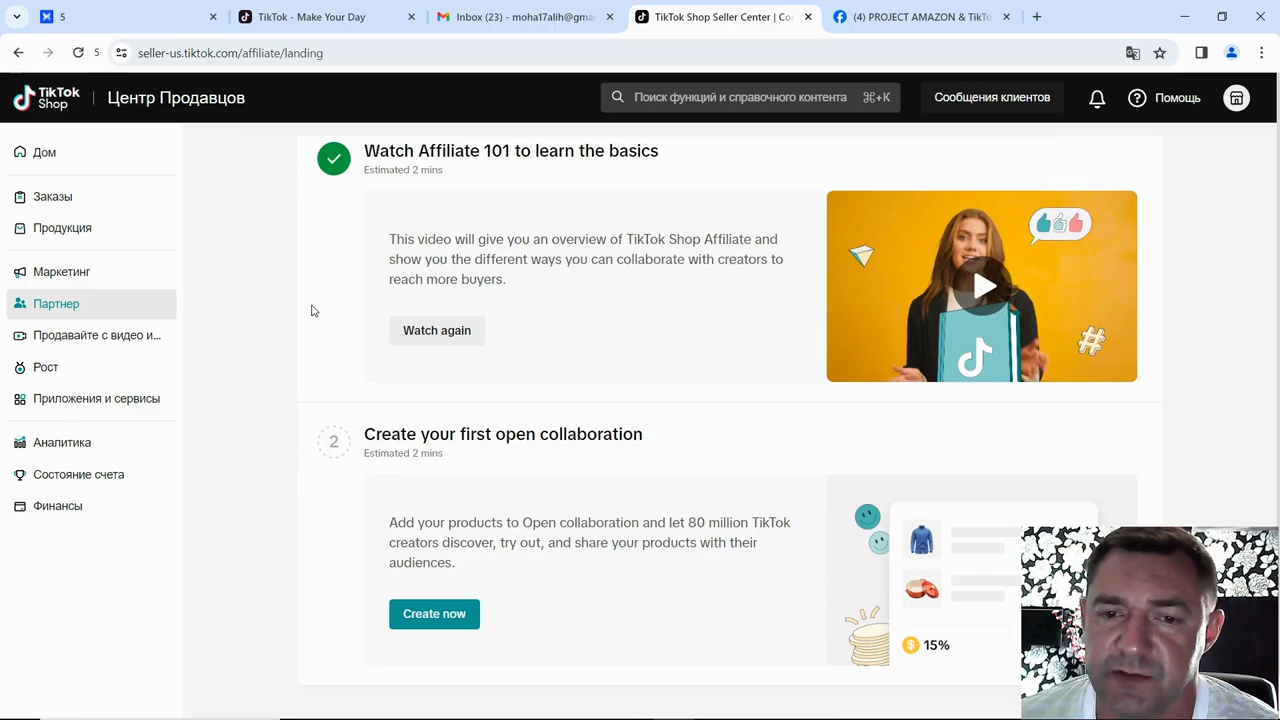 5
TikTok - Make Your Day
Inbox (23) - moha17alih@gmai
TikTok Shop Seller Center | Co
(4) PROJECT AMAZON & TikTo
5
seller-us.tiktok.com/affiliate/landing
TikTok Shop
Центр Продавцов
Поиск функций и справочного контента ⌘+K
Сообщения клиентов
Помощь
Дом
Заказы
Продукция
Маркетинг
Партнер
Продавайте с видео и...
Рост
Приложения и сервисы
Аналитика
Состояние счета
Финансы
Watch Affiliate 101 to learn the basics
Estimated 2 mins
This video will give you an overview of TikTok Shop Affiliate and
show you the different ways you can collaborate with creators to
reach more buyers.
Watch again
#
2
Create your first open collaboration
Estimated 2 mins
Add your products to Open collaboration and let 80 million TikTok
creators discover, try out, and share your products with their
audiences.
Create now
$ 15%